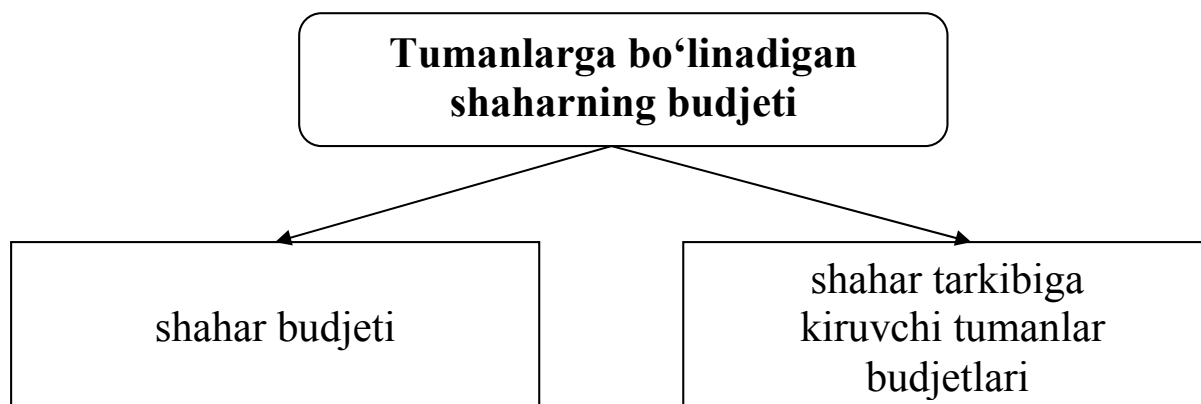 Tumanlarga bo‘linadigan
shaharning budjeti
shahar budjeti
shahar tarkibiga
kiruvchi tumanlar
budjetlari